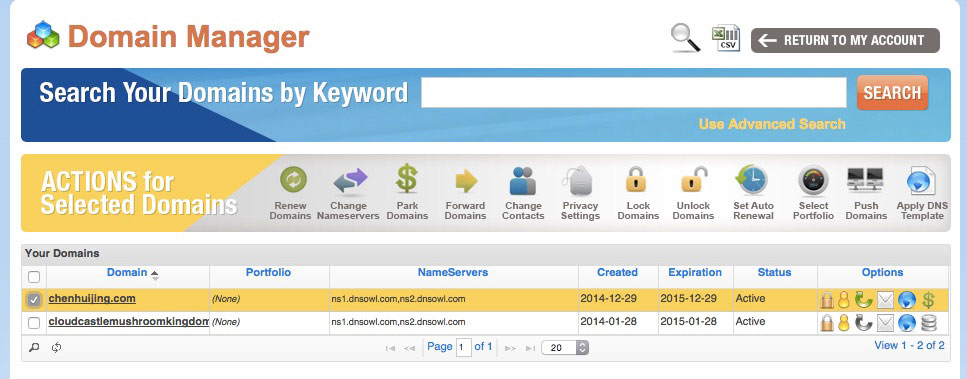 Domain Manager
CSV
RETURN TO MY ACCOUNT
Search Your Domains by Keyword
SEARCH
Use Advanced Search
ACTIONS for
Selected Domains
Renew Domains
Change Nameservers
Park Domains
Forward Domains
Change Contacts
Privacy Settings
Lock Domains
Unlock Domains
Set Auto Renewal
Select Portfolio
Push Domains
Apply DNS Template
Your Domains
Domain Portfolio NameServers Created Expiration Status Options
chenhuijing.com (None) ns1.dnsowl.com,ns2.dnsowl.com 2014-12-29 2015-12-29 Active
cloudcastlemushroomkingdom (None) ns1.dnsowl.com,ns2.dnsowl.com 2014-01-28 2015-01-28 Active
Page 1 of 1 20 View 1 - 2 of 2